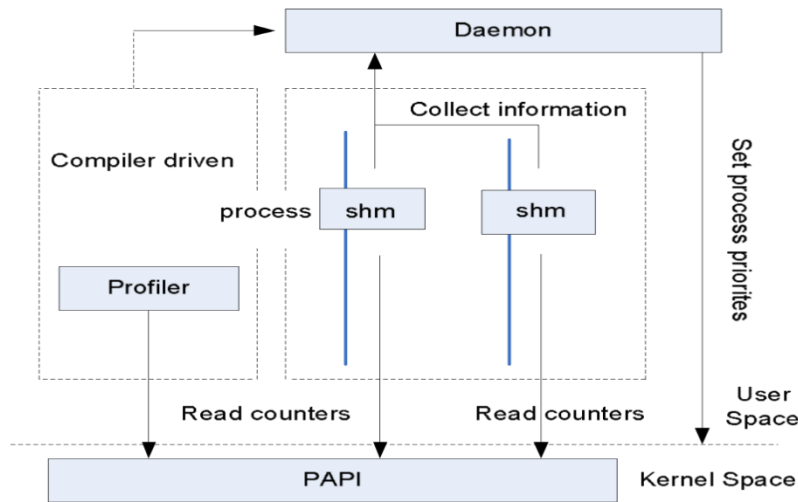 Daemon
Collect information
Compiler driven
process
shm
shm
Set process priorites
Profiler
User
Space
Read counters
Read counters
PAPI
Kernel Space